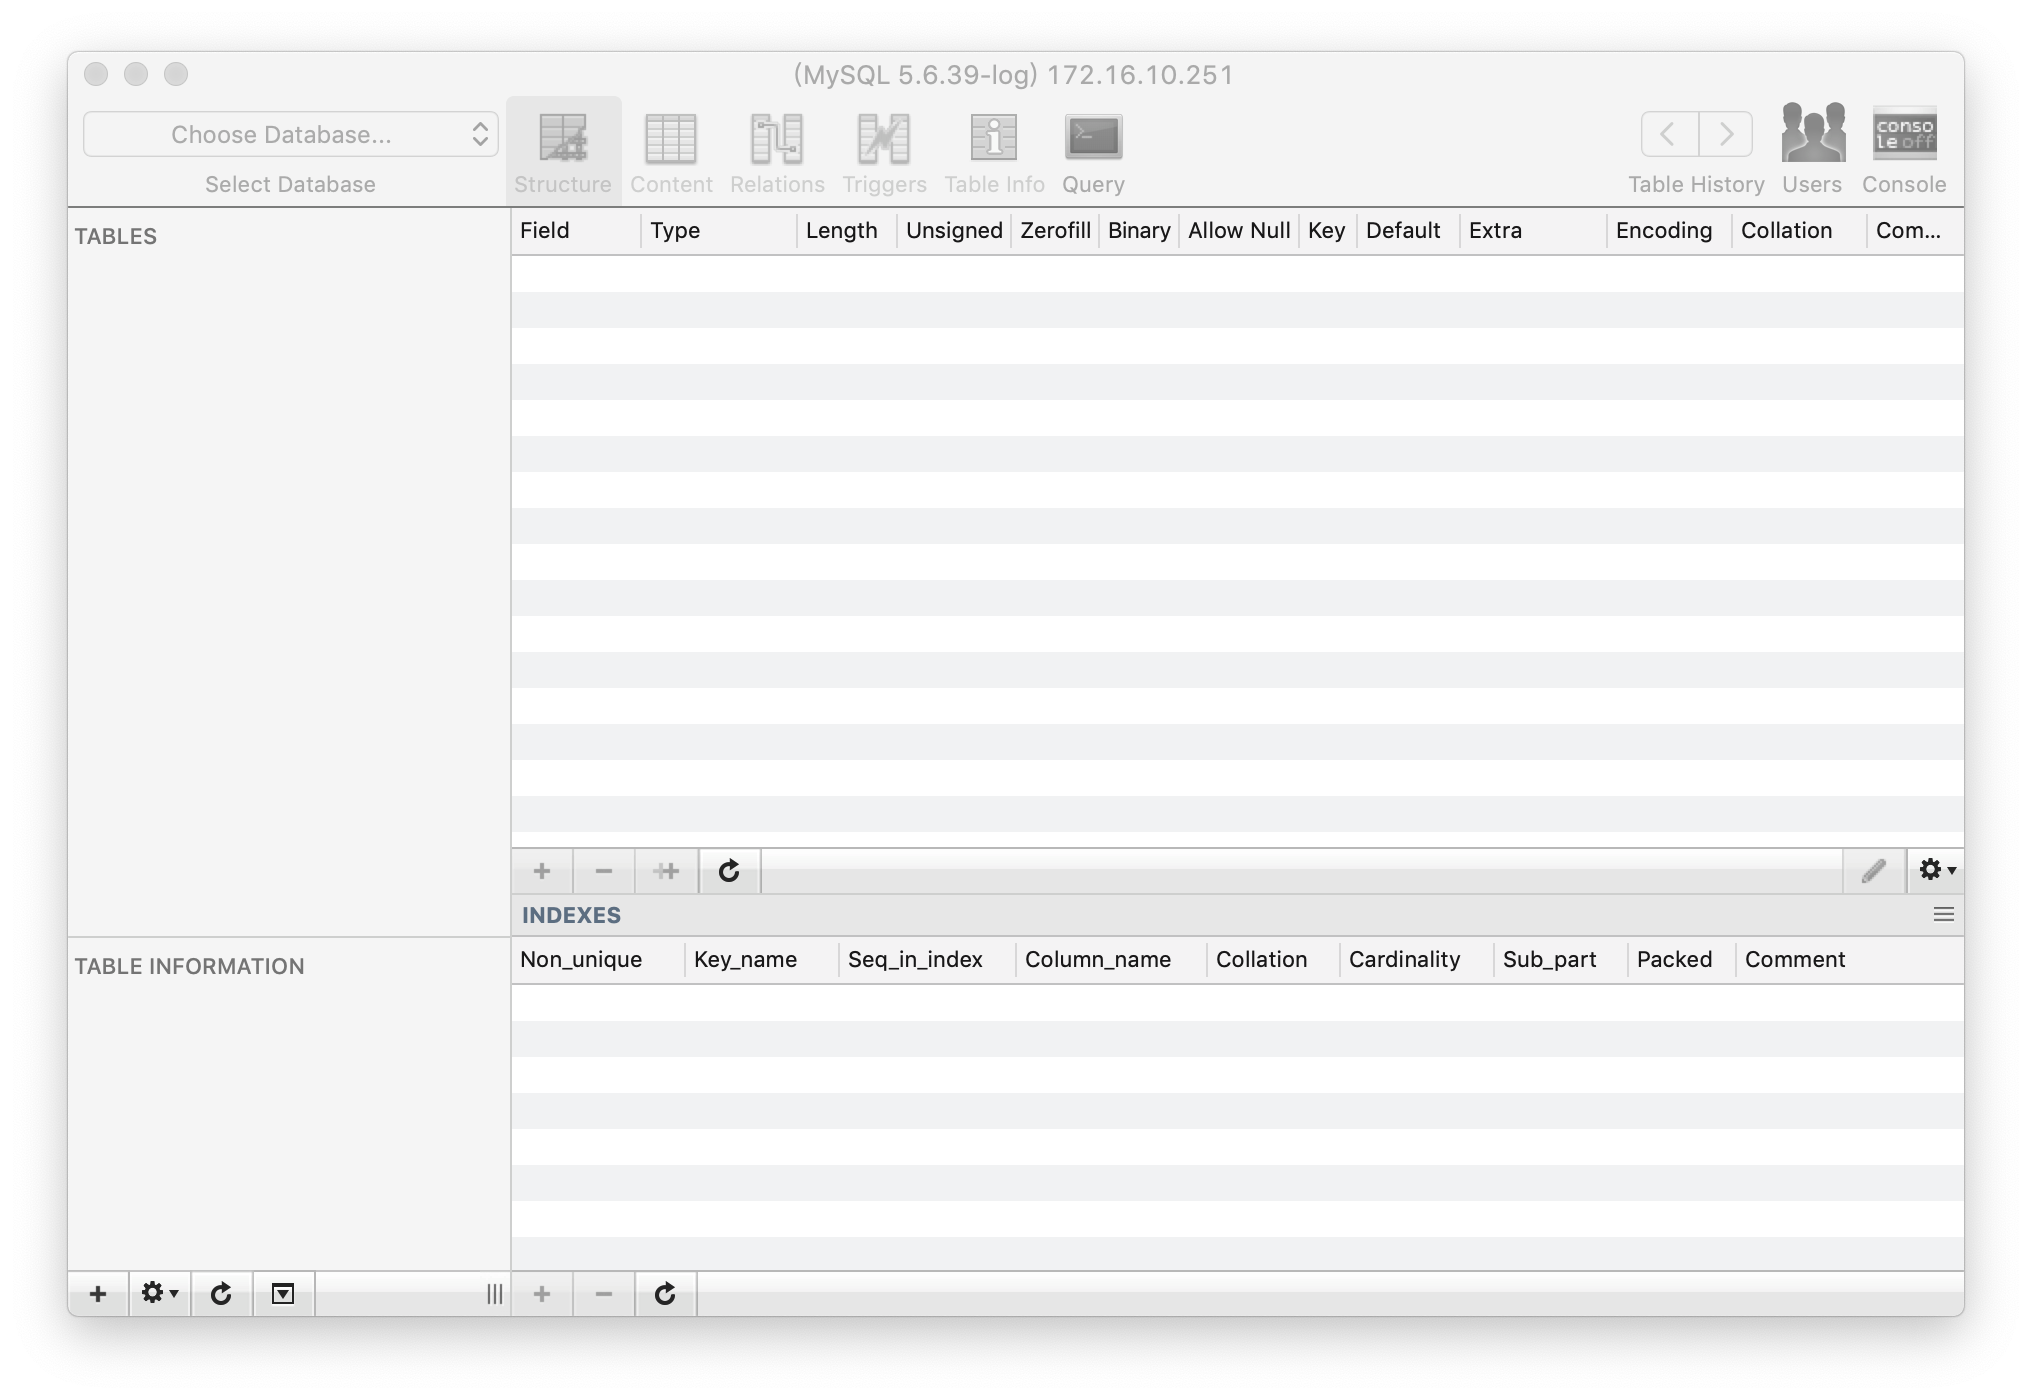 (MySQL 5.6.39-log) 172.16.10.251
Choose Database...
conso
le off
Select Database
Structure
Content
Relations
Triggers
Table Info
Query
Table History
Users
Console
TABLES
Field
Type
Length
Unsigned
Zerofill
Binary
Allow Null
Key
Default
Extra
Encoding
Collation
Com...
INDEXES
Non_unique
Key_name
Seq_in_index
Column_name
Collation
Cardinality
Sub_part
Packed
Comment
TABLE INFORMATION